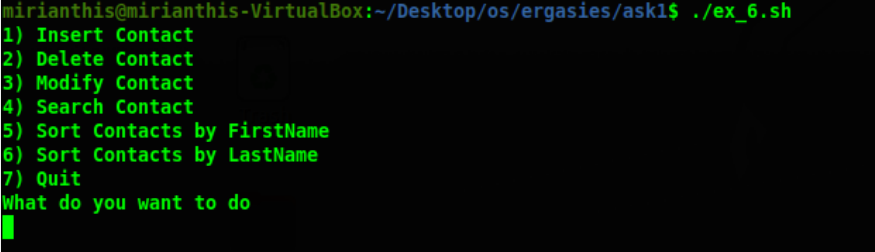 mirianthis@mirianthis-VirtualBox:~/Desktop/os/ergasies/ask1$ ./ex_6.sh
1) Insert Contact
2) Delete Contact
3) Modify Contact
4) Search Contact
5) Sort Contacts by FirstName
6) Sort Contacts by LastName
7) Quit
What do you want to do